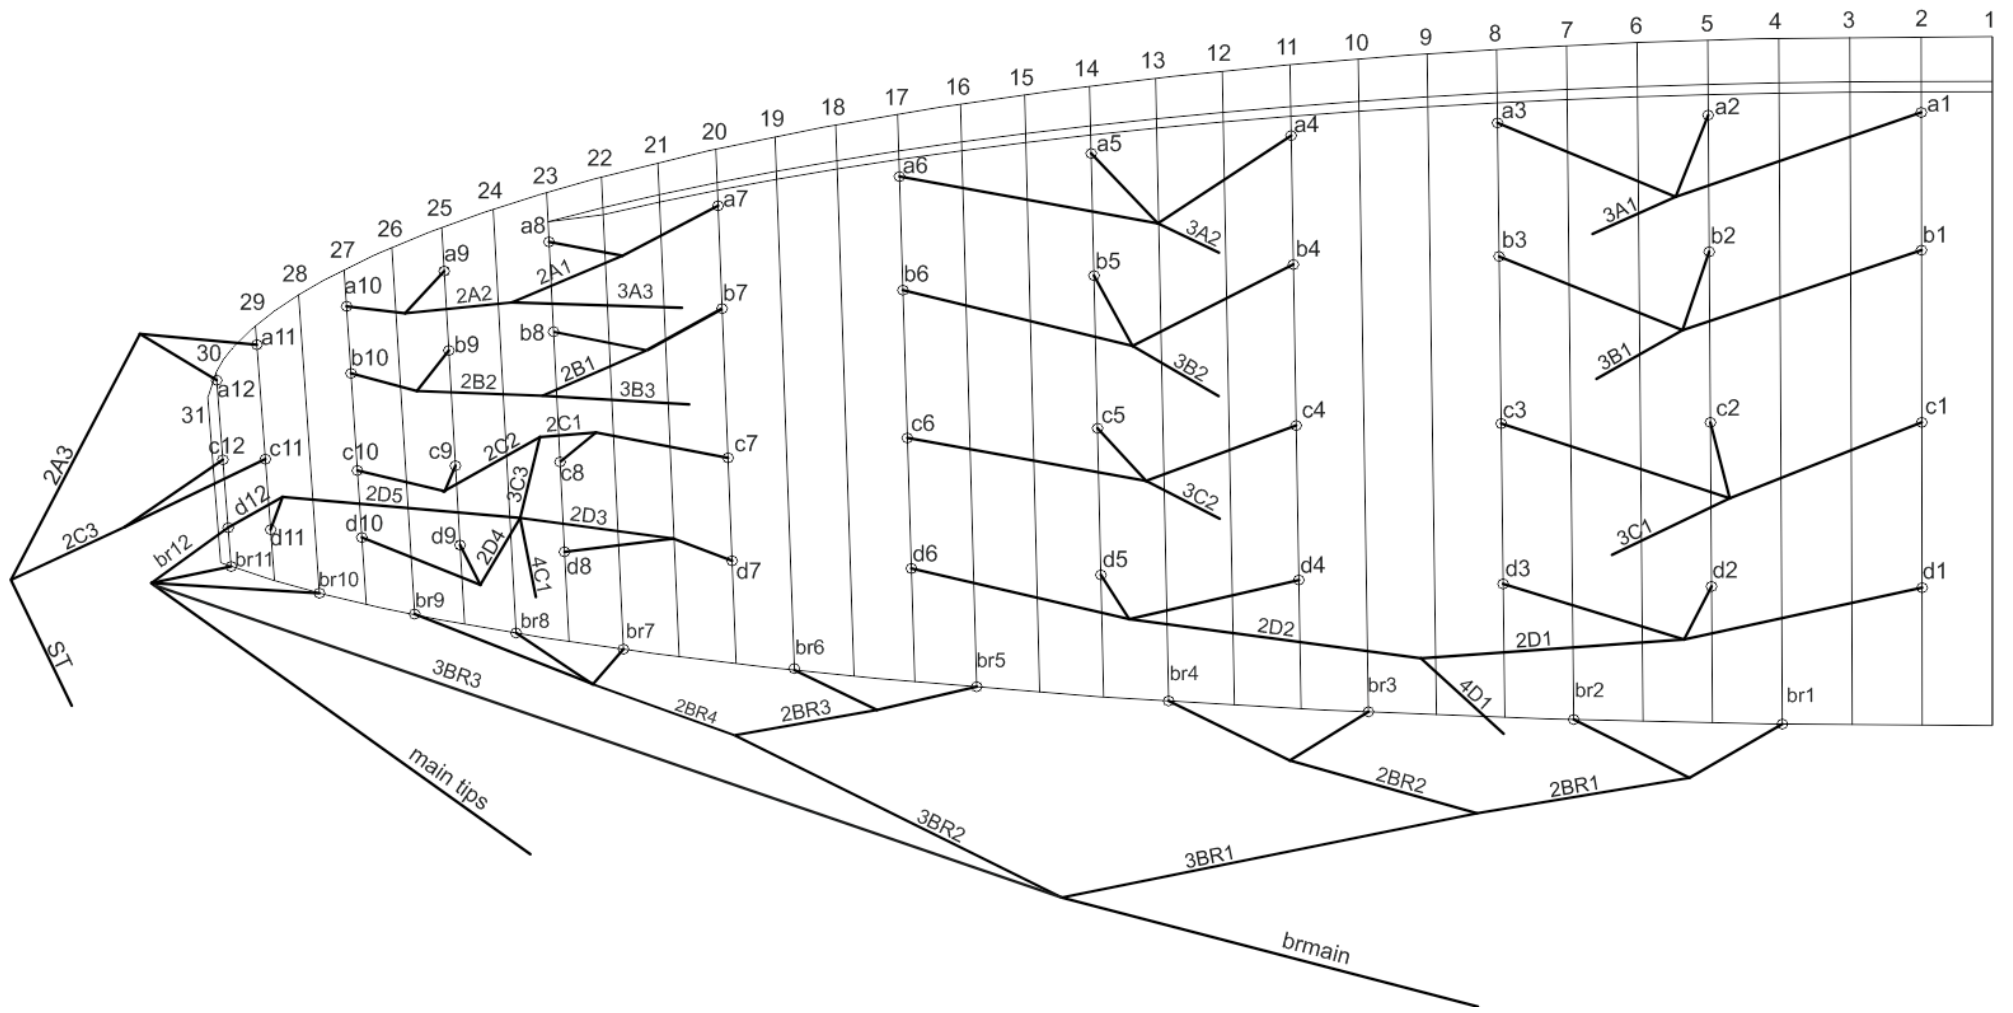 1
2
3
4
5
6
7
8
9
10
11
12
13
14
15
16
17
18
19
20
21
22
23
24
25
26
27
28
29
30
31
a1
a2
a3
a4
a5
a6
a7
a8
a9
a10
a11
a12
3A1
3A2
2A1
2A2
3A3
2A3
b1
b2
b3
b4
b5
b6
b7
b8
b9
b10
3B1
3B2
2B1
2B2
3B3
c1
c2
c3
c4
c5
c6
c7
c8
c9
c10
c11
c12
3C1
3C2
2C1
2C2
3C3
2C3
d1
d2
d3
d4
d5
d6
d7
d8
d9
d10
d11
d12
2D1
2D2
2D3
2D4
2D5
4C1
4D1
br1
br2
br3
br4
br5
br6
br7
br8
br9
br10
br11
br12
2BR1
2BR2
2BR3
2BR4
3BR1
3BR2
3BR3
ST
main tips
brmain